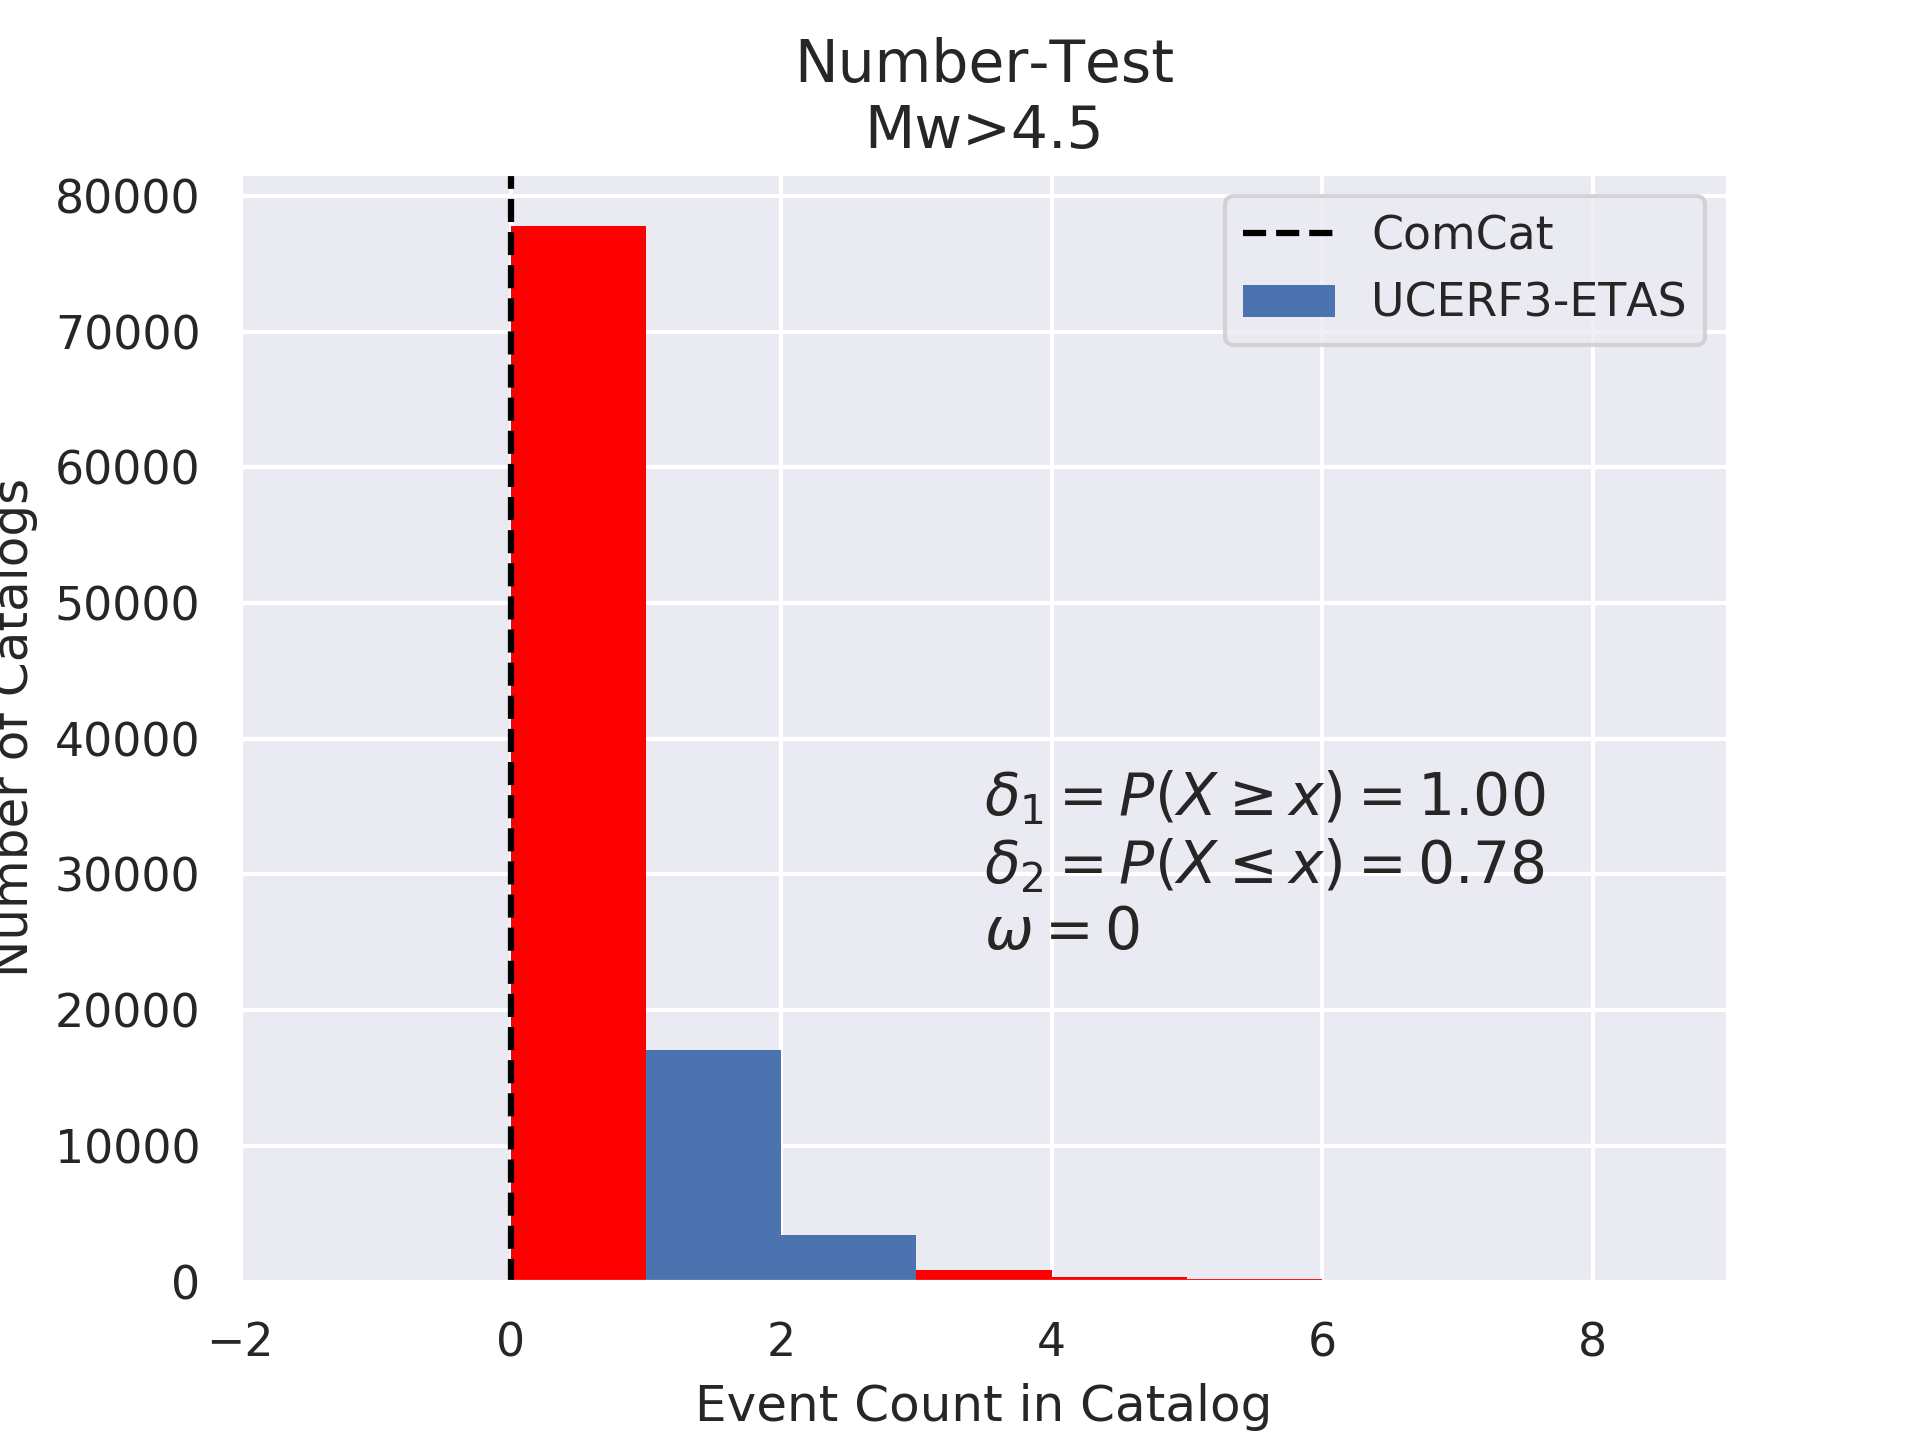 Number-Test
Mw>4.5
80000
70000
60000
50000
40000
30000
20000
10000
0
Number of Catalogs
ComCat
UCERF3-ETAS
δ₁ = P(X ≥ x) = 1.00
δ₂ = P(X ≤ x) = 0.78
ω = 0
−2 0 2 4 6 8
Event Count in Catalog